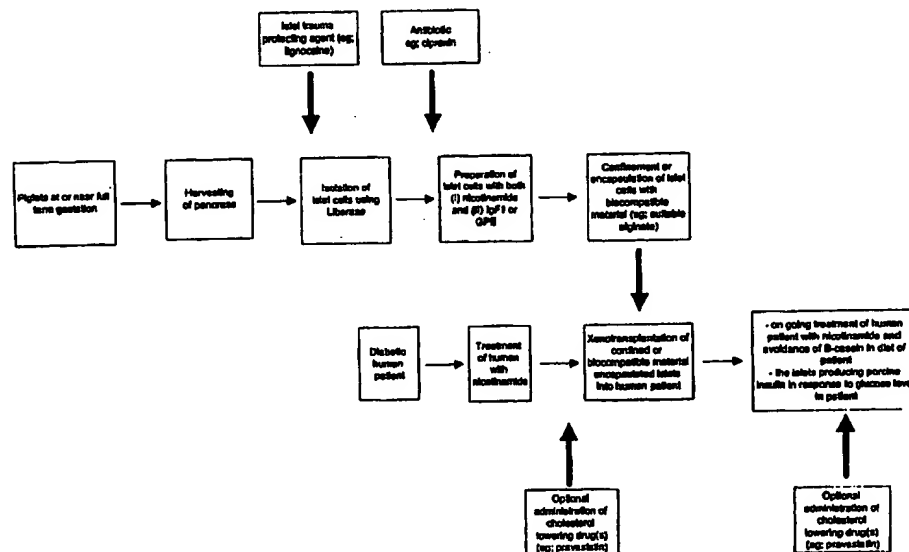 Islet trauma
protecting agent (eg;
lignocaine)
Antibiotic
eg; ciproxin
Piglets at or near full
term gestation
Harvesting
of pancreas
Isolation of
islet cells using
Liberase
Preparation of
islet cells with both
(i) nicotinamide
and (ii) IgF1 or
GPE
Confinement or
encapsulation of islet
cells with
biocompatible
material (eg; suitable
alginate)
Diabetic
human
patient
Treatment
of human
with
nicotinamide
Xenotransplantation of
confined or
biocompatible material
encapsulated islets
into human patient
- on going treatment of human
patient with nicotinamide and
avoidance of B-casein in diet of
patient
- the islets producing porcine
insulin in response to glucose level
in patient
Optional
administration of
cholesterol
lowering drug(s)
(eg; pravastatin)
Optional
administration of
cholesterol
lowering drug(s)
(eg; pravastatin)